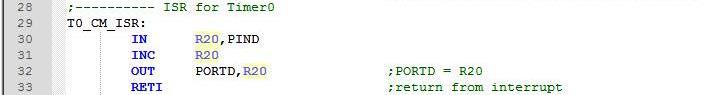 28 ;---------- ISR for Timer0
29 T0_CM_ISR:
30 IN R20,PIND
31 INC R20
32 OUT PORTD,R20 ;PORTD = R20
33 RETI ;return from interrupt